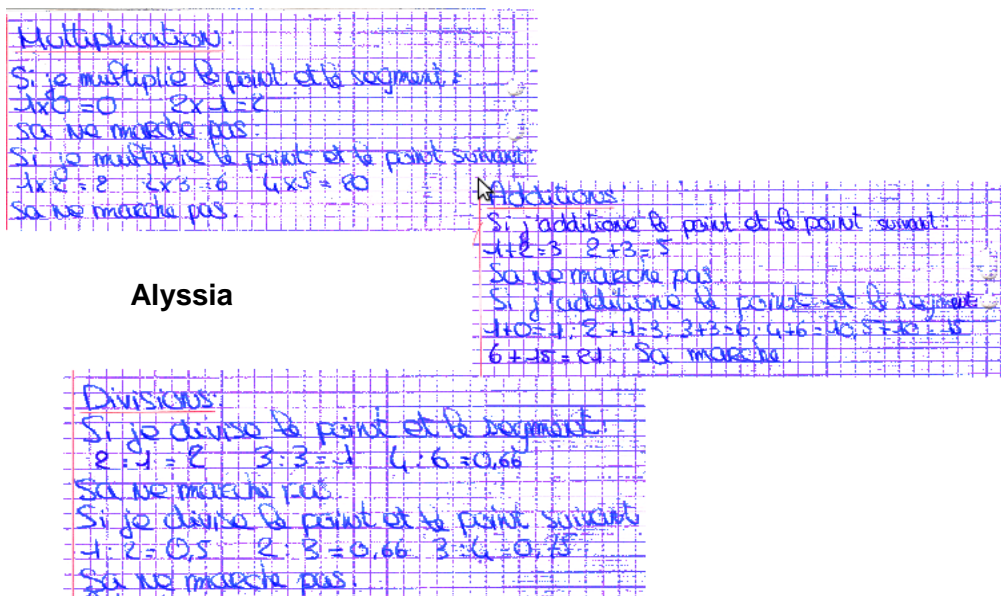 Multiplication:
Si je multiplie le point et le segment:
1x0=0 2x1=2
sa ne marche pas.
Si je multiplie le point et le point suivant:
1x2=2 2x3=6 4x5=20
sa ne marche pas.
Additions
Si j'additione le point et le point suivant:
1+2=3 2+3=5
Sa ne marche pas.
Si j'additione le point et le segment
1+0=1, 2+1=3, 3+3=6, 4+6=10, 5+10=15
6+15=21. Sa marche.
Alyssia
Divisions:
Si je divise le point et le segment:
2:1=2 3:3=1 4:6=0,66
Sa ne marche pas.
Si je divise le point et le point suivant
1:2=0,5 2:3=0,66 3:4=0,75
Sa ne marche pas.